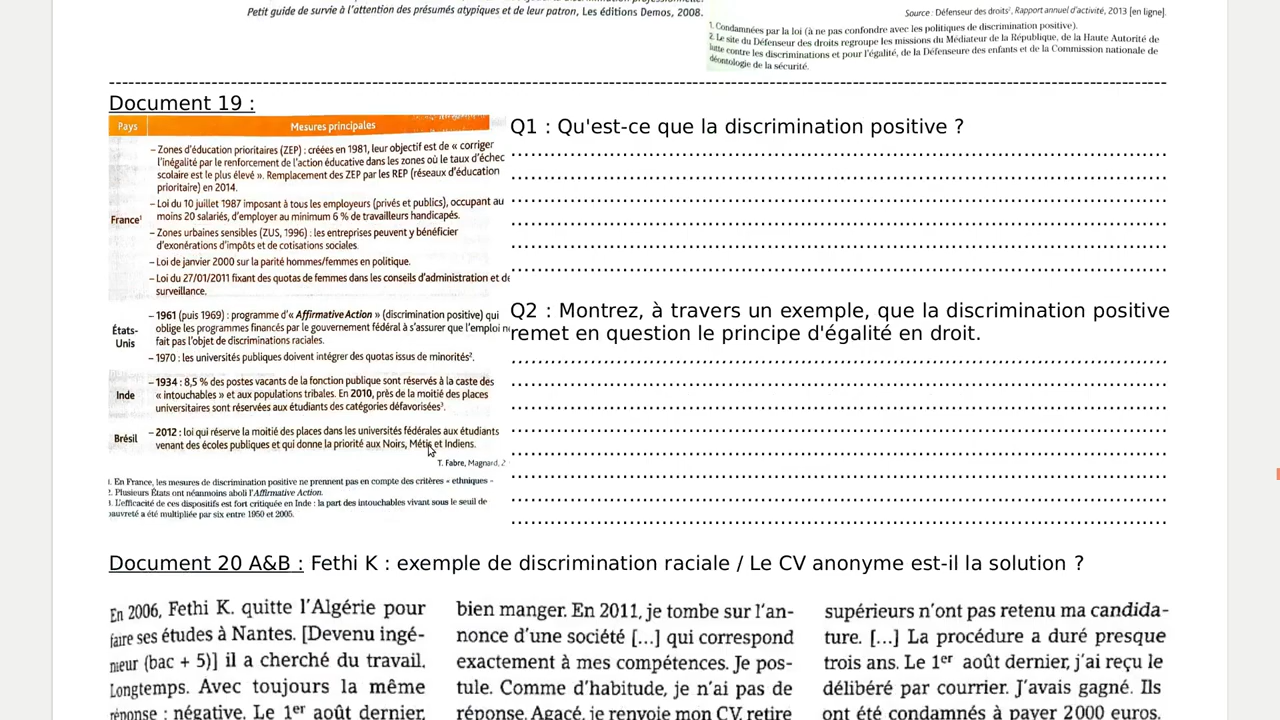 Petit guide de survie à l'attention des présumés atypiques et de leur patron, Les éditions Demos, 2008.
Source : Défenseur des droits², Rapport annuel d'activité, 2013 [en ligne].
1. Condamnées par la loi (à ne pas confondre avec les politiques de discrimination positive).
2. Le site du Défenseur des droits regroupe les missions du Médiateur de la République, de la Haute Autorité de
lutte contre les discriminations et pour l'égalité, de la Défenseure des enfants et de la Commission nationale de
déontologie de la sécurité.
Document 19 :
Pays Mesures principales
France¹
– Zones d'éducation prioritaires (ZEP) : créées en 1981, leur objectif est de « corriger
l'inégalité par le renforcement de l'action éducative dans les zones où le taux d'échec
scolaire est le plus élevé ». Remplacement des ZEP par les REP (réseaux d'éducation
prioritaire) en 2014.
– Loi du 10 juillet 1987 imposant à tous les employeurs (privés et publics), occupant au
moins 20 salariés, d'employer au minimum 6 % de travailleurs handicapés.
– Zones urbaines sensibles (ZUS, 1996) : les entreprises peuvent y bénéficier
d'exonérations d'impôts et de cotisations sociales.
– Loi de janvier 2000 sur la parité hommes/femmes en politique.
– Loi du 27/01/2011 fixant des quotas de femmes dans les conseils d'administration et de
surveillance.
États-
Unis
– 1961 (puis 1969) : programme d'« Affirmative Action » (discrimination positive) qui
oblige les programmes financés par le gouvernement fédéral à s'assurer que l'emploi
fait pas l'objet de discriminations raciales.
– 1970 : les universités publiques doivent intégrer des quotas issus de minorités².
Inde
– 1934 : 8,5 % des postes vacants de la fonction publique sont réservés à la caste des
« intouchables » et aux populations tribales. En 2010, près de la moitié des places
universitaires sont réservées aux étudiants des catégories défavorisées³.
Brésil
– 2012 : loi qui réserve la moitié des places dans les universités fédérales aux étudiants
venant des écoles publiques et qui donne la priorité aux Noirs, Métis et Indiens.
T. Fabre, Magnard, 2
1. En France, les mesures de discrimination positive ne prennent pas en compte des critères « ethniques »
2. Plusieurs États ont néanmoins aboli l'Affirmative Action.
3. L'efficacité de ces dispositifs est fort critiquée en Inde : la part des intouchables vivant sous le seuil de
pauvreté a été multipliée par six entre 1950 et 2005.
Q1 : Qu'est-ce que la discrimination positive ?
Q2 : Montrez, à travers un exemple, que la discrimination positive
remet en question le principe d'égalité en droit.
Document 20 A&B : Fethi K : exemple de discrimination raciale / Le CV anonyme est-il la solution ?
En 2006, Fethi K. quitte l'Algérie pour
faire ses études à Nantes. [Devenu ingé-
nieur (bac + 5)] il a cherché du travail.
Longtemps. Avec toujours la même
réponse : négative. Le 1er août dernier,
bien manger. En 2011, je tombe sur l'an-
nonce d'une société [...] qui correspond
exactement à mes compétences. Je pos-
tule. Comme d'habitude, je n'ai pas de
réponse. Agacé, je renvoie mon CV, retire
supérieurs n'ont pas retenu ma candida-
ture. [...] La procédure a duré presque
trois ans. Le 1er août dernier, j'ai reçu le
délibéré par courrier. J'avais gagné. Ils
ont été condamnés à payer 2 000 euros.